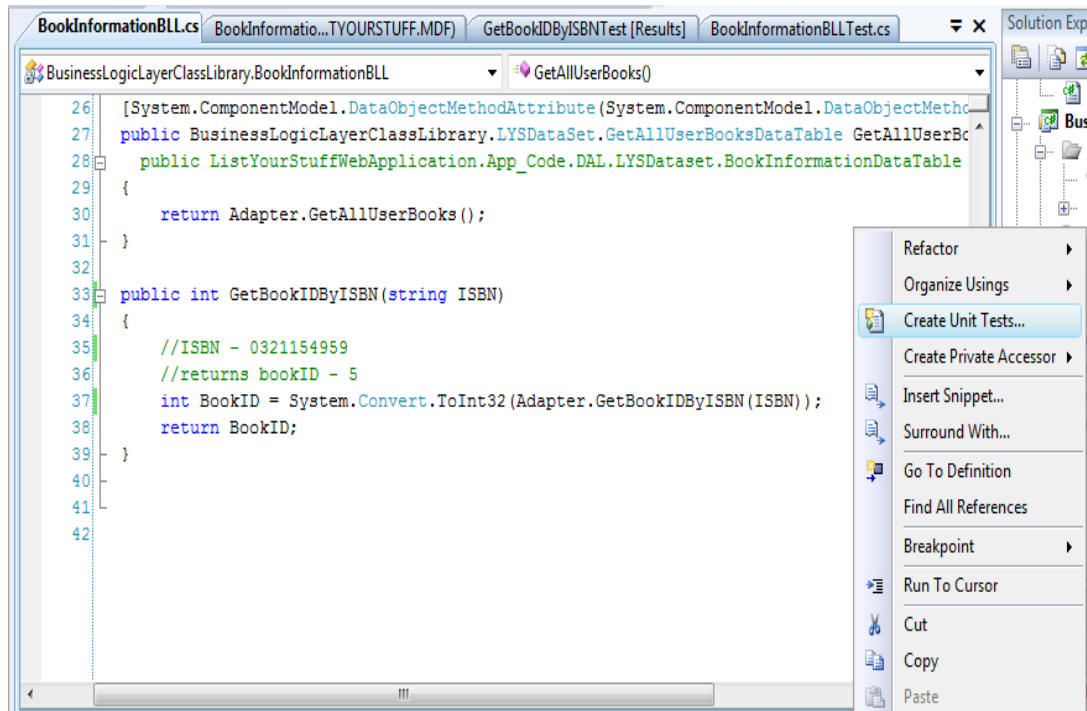 BookInformationBLL.cs BookInformatio...TYOURSTUFF.MDF) GetBookIDByISBNTest [Results] BookInformationBLLTest.cs
Solution Exp
BusinessLogicLayerClassLibrary.BookInformationBLL GetAllUserBooks()
26 [System.ComponentModel.DataObjectMethodAttribute(System.ComponentModel.DataObjectMetho
27 public BusinessLogicLayerClassLibrary.LYSDataSet.GetAllUserBooksDataTable GetAllUserBo
Bus
28 public ListYourStuffWebApplication.App_Code.DAL.LYSDataset.BookInformationDataTable
29 {
30 return Adapter.GetAllUserBooks();
31 }
32
33 public int GetBookIDByISBN(string ISBN)
34 {
35 //ISBN - 0321154959
36 //returns bookID - 5
37 int BookID = System.Convert.ToInt32(Adapter.GetBookIDByISBN(ISBN));
38 return BookID;
39 }
40
41
42
Refactor
Organize Usings
Create Unit Tests...
Create Private Accessor
Insert Snippet...
Surround With...
Go To Definition
Find All References
Breakpoint
Run To Cursor
Cut
Copy
Paste